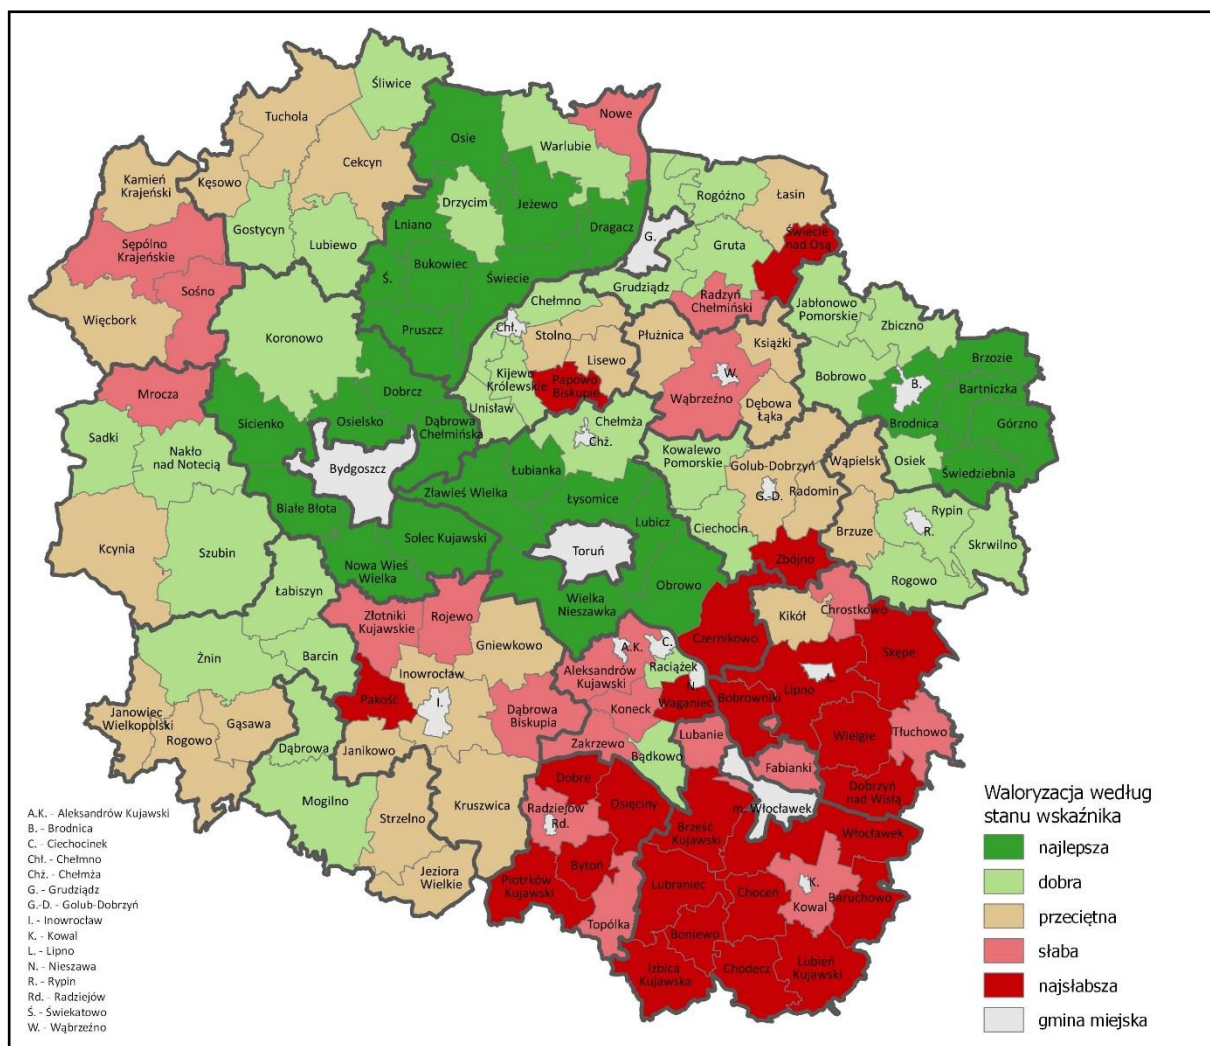 Śliwice
Tuchola
Osie
Nowe
Warlubie
Cekcyn
Kamień
Krajeński
Kęsowo
Rogóźno
Łasin
Drzycim
Jeżewo
Gostycyn
Lniano
Dragacz
G.
Świecie
nad Osą
Sępólno
Krajeńskie
Lubiewo
Gruta
Bukowiec
Ś.
Świecie
Grudziądz
Radzyń
Chełmiński
Sośno
Chełmno
Jabłonowo
Pomorskie
Więcbork
Pruszcz
Chł.
Stolno
Płużnica
Zbiczno
Koronowo
Książki
Lisewo
Brzozie
Kijewo
Królewskie
Papowo
Biskupie
W.
Bobrowo
B.
Bartniczka
Mrocza
Dobrcz
Wąbrzeźno
Unisław
Dębowa
Łąka
Sicienko
Osielsko
Dąbrowa
Chełmińska
Chełmża
Brodnica
Górzno
Sadki
Chż.
Nakło
nad Notecią
Kowalewo
Pomorskie
Golub-Dobrzyń
Wąpielsk
Osiek
Bydgoszcz
Łubianka
Świedziebnia
Zławieś Wielka
Łysomice
G.-D.
Radomin
Białe Błota
Lubicz
Rypin
R.
Ciechocin
Brzuze
Kcynia
Szubin
Solec Kujawski
Toruń
Skrwilno
Zbójno
Nowa Wieś
Wielka
Rogowo
Obrowo
Łabiszyn
Wielka
Nieszawka
Złotniki
Kujawskie
Rojewo
Kikół
Chrostkowo
Gniewkowo
Czernikowo
A.K.
C.
Skępe
Żnin
Barcin
Raciążek
Aleksandrów
Kujawski
Inowrocław
N.
L.
Pakość
I.
Waganiec
Bobrowniki
Lipno
Janowiec
Wielkopolski
Gąsawa
Dąbrowa
Biskupia
Koneck
Rogowo
Lubanie
Wielgie
Tłuchowo
Dąbrowa
Janikowo
Zakrzewo
Bądkowo
Fabianki
Dobre
Dobrzyń
nad Wisłą
Mogilno
Kruszwica
Radziejów
Rd.
Osięciny
m. Włocławek
Strzelno
Brześć
Kujawski
Włocławek
Bytoń
Jeziora
Wielkie
Piotrków
Kujawski
Lubraniec
Choceń
K.
Kowal
Baruchowo
Topólka
Boniewo
Izbica
Kujawska
Chodecz
Lubień
Kujawski
A.K. - Aleksandrów Kujawski
B. - Brodnica
C. - Ciechocinek
Chł. - Chełmno
Chż. - Chełmża
G. - Grudziądz
G.-D. - Golub-Dobrzyń
I. - Inowrocław
K. - Kowal
L. - Lipno
N. - Nieszawa
R. - Rypin
Rd. - Radziejów
Ś. - Świekatowo
W. - Wąbrzeźno
Waloryzacja według
stanu wskaźnika
najlepsza
dobra
przeciętna
słaba
najsłabsza
gmina miejska